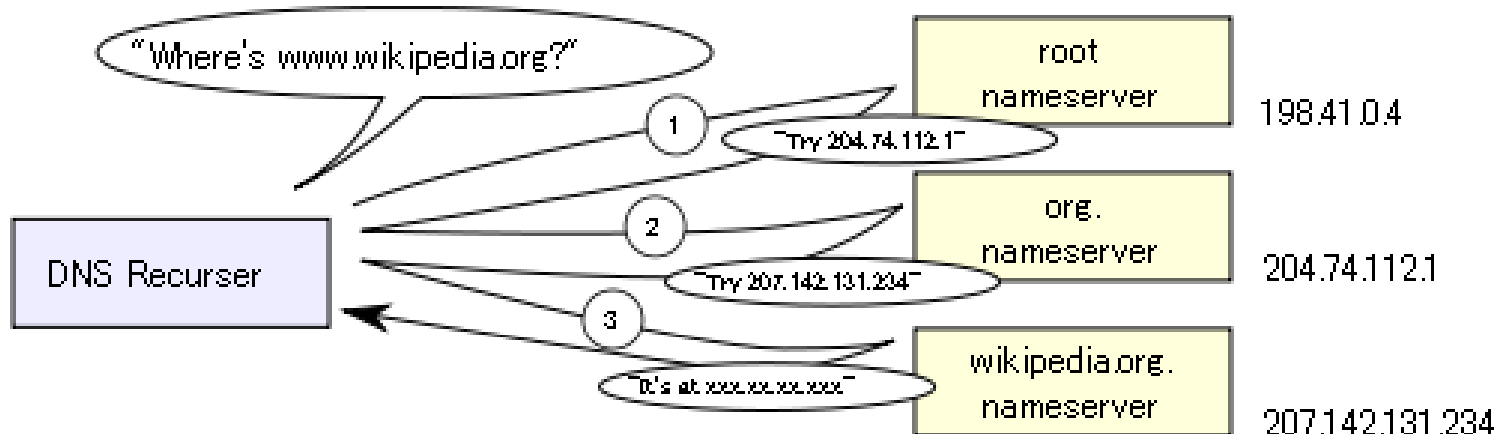 "Where's www.wikipedia.org?"
root
nameserver
198.41.0.4
1
"Try 204.74.112.1"
2
org.
nameserver
204.74.112.1
DNS Recurser
"Try 207.142.131.234"
3
wikipedia.org.
nameserver
207.142.131.234
"It's at xxx.xx.xx.xxx"